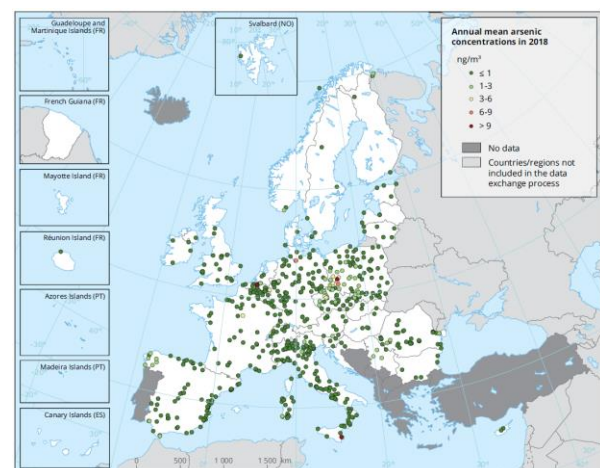 Guadeloupe and
Martinique Islands (FR)
French Guiana (FR)
Mayotte Island (FR)
Réunion Island (FR)
Azores Islands (PT)
Madeira Islands (PT)
Canary Islands (ES)
Svalbard (NO)
Annual mean arsenic
concentrations in 2018
ng/m³
≤ 1
1-3
3-6
6-9
> 9
No data
Countries/regions not
included in the data
exchange process
0 500 1 000 1 500 km